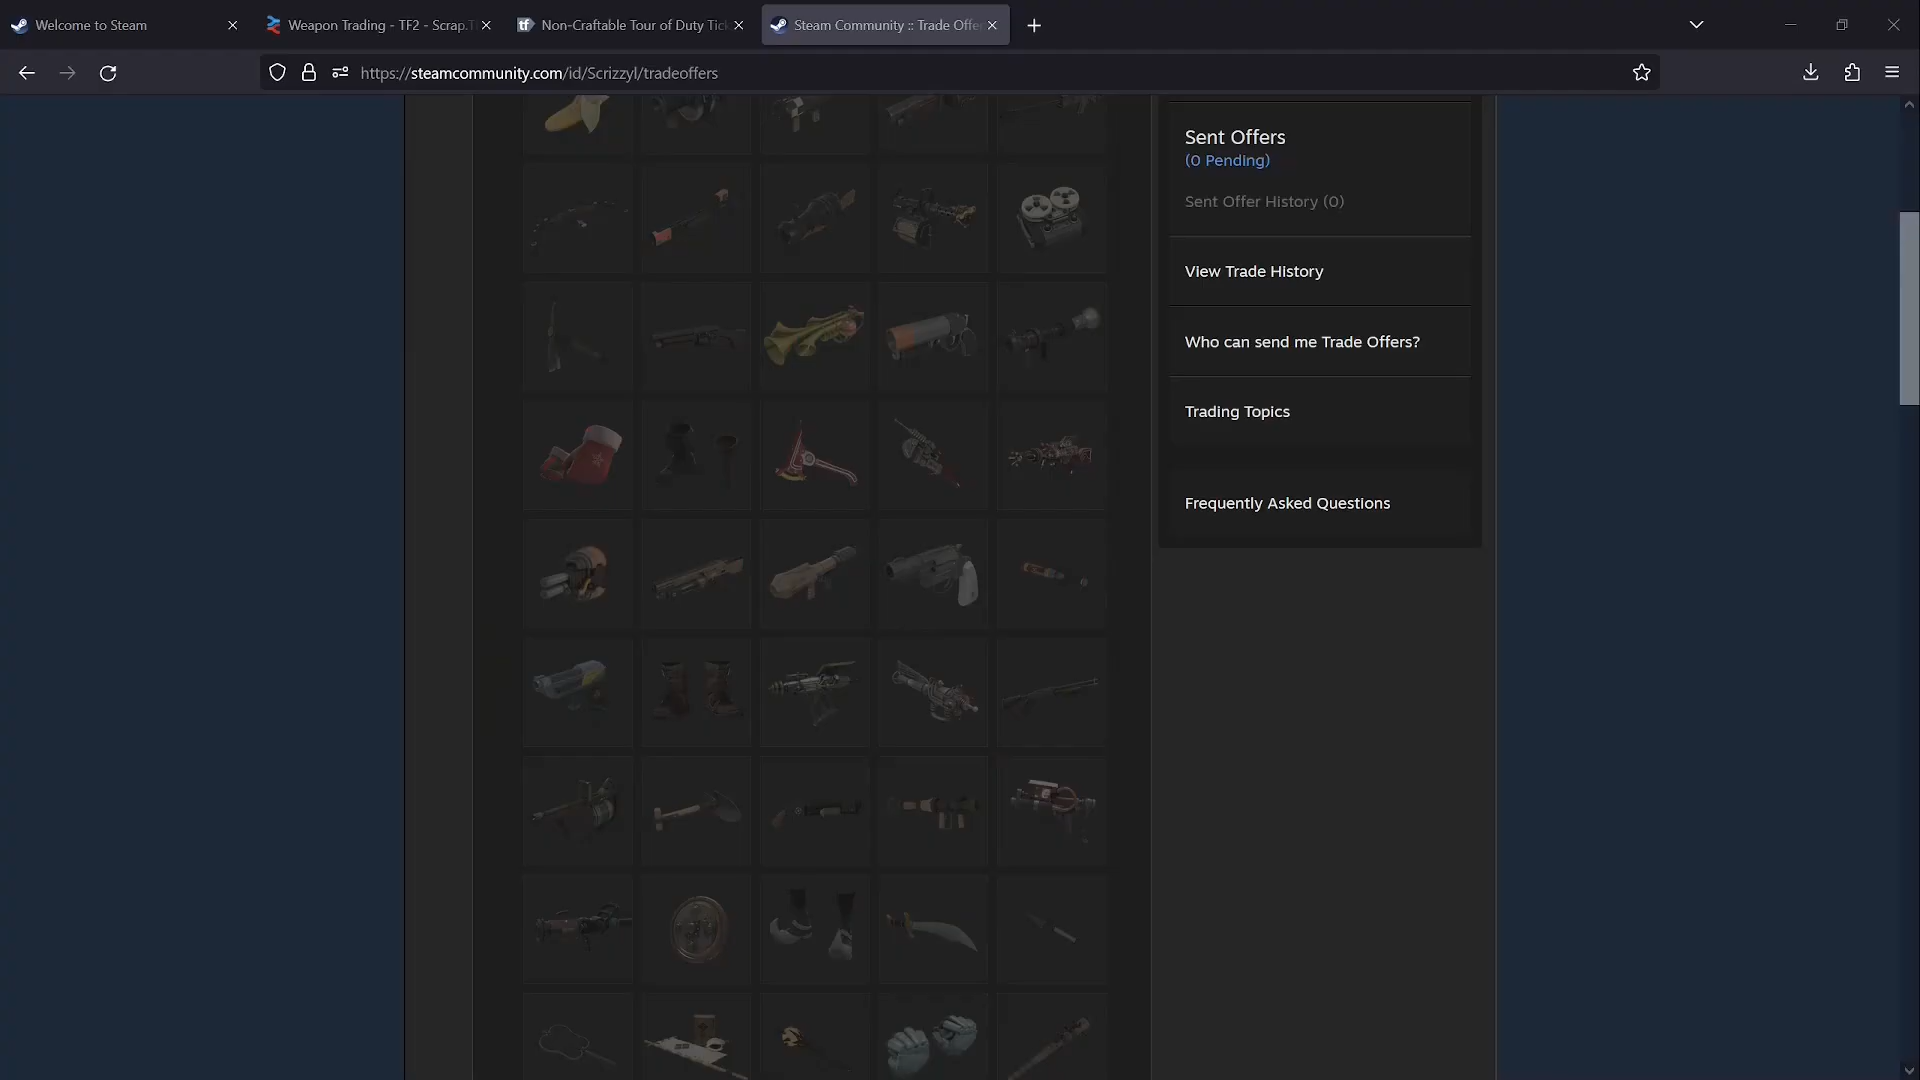 Welcome to Steam
Weapon Trading - TF2 - Scrap.T
Non-Craftable Tour of Duty Tick
Steam Community :: Trade Offe
https://steamcommunity.com/id/Scrizzyl/tradeoffers
Sent Offers
(0 Pending)
Sent Offer History (0)
View Trade History
Who can send me Trade Offers?
Trading Topics
Frequently Asked Questions